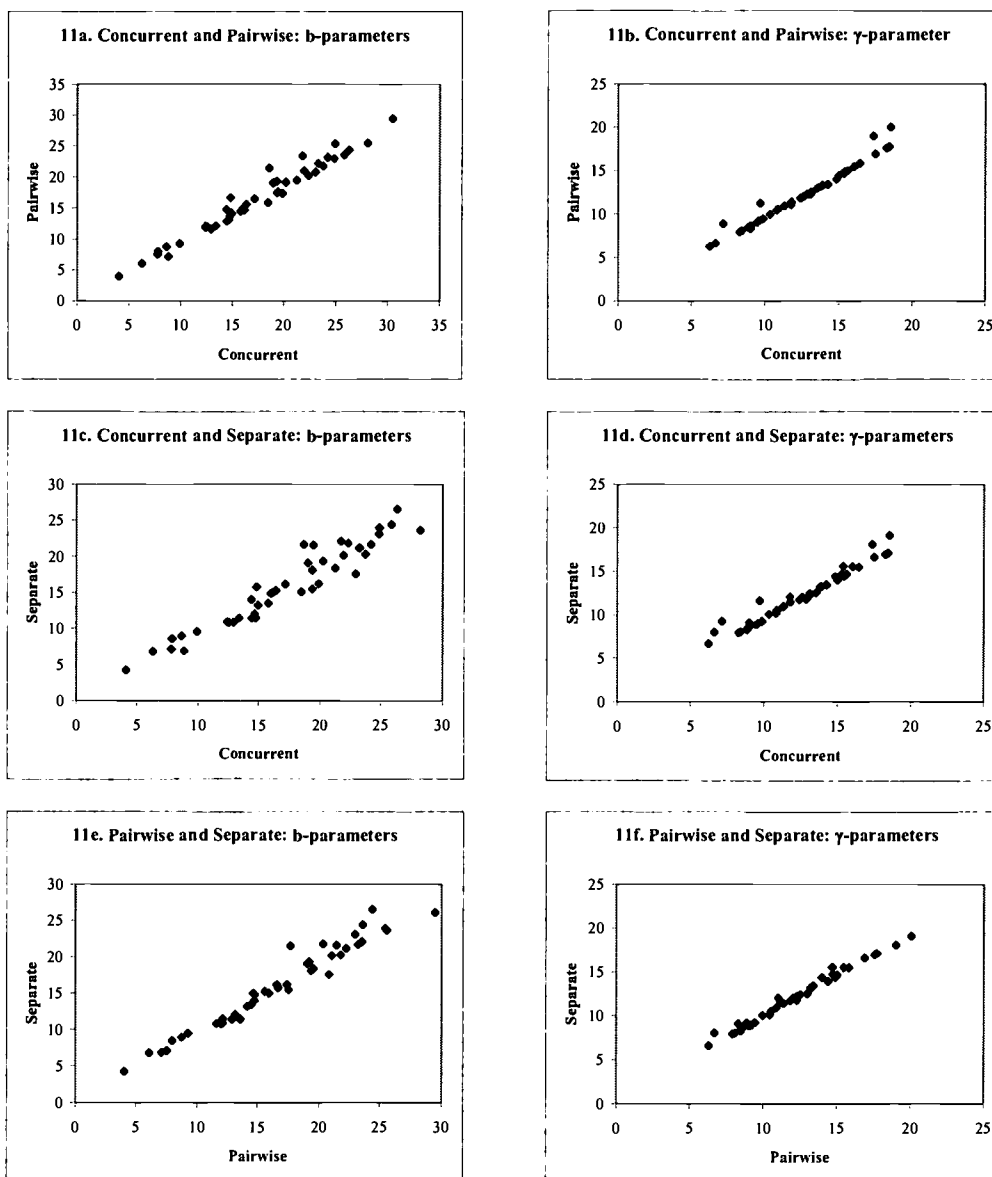 11a. Concurrent and Pairwise: b-parameters
35
30
25
20
15
10
5
0
Pairwise
0 5 10 15 20 25 30 35
Concurrent
11b. Concurrent and Pairwise: γ-parameter
25
20
15
10
5
0
Pairwise
0 5 10 15 20 25
Concurrent
11c. Concurrent and Separate: b-parameters
30
25
20
15
10
5
0
Separate
0 5 10 15 20 25 30
Concurrent
11d. Concurrent and Separate: γ-parameters
25
20
15
10
5
0
Separate
0 5 10 15 20 25
Concurrent
11e. Pairwise and Separate: b-parameters
30
25
20
15
10
5
0
Separate
0 5 10 15 20 25 30
Pairwise
11f. Pairwise and Separate: γ-parameters
25
20
15
10
5
0
Separate
0 5 10 15 20 25
Pairwise